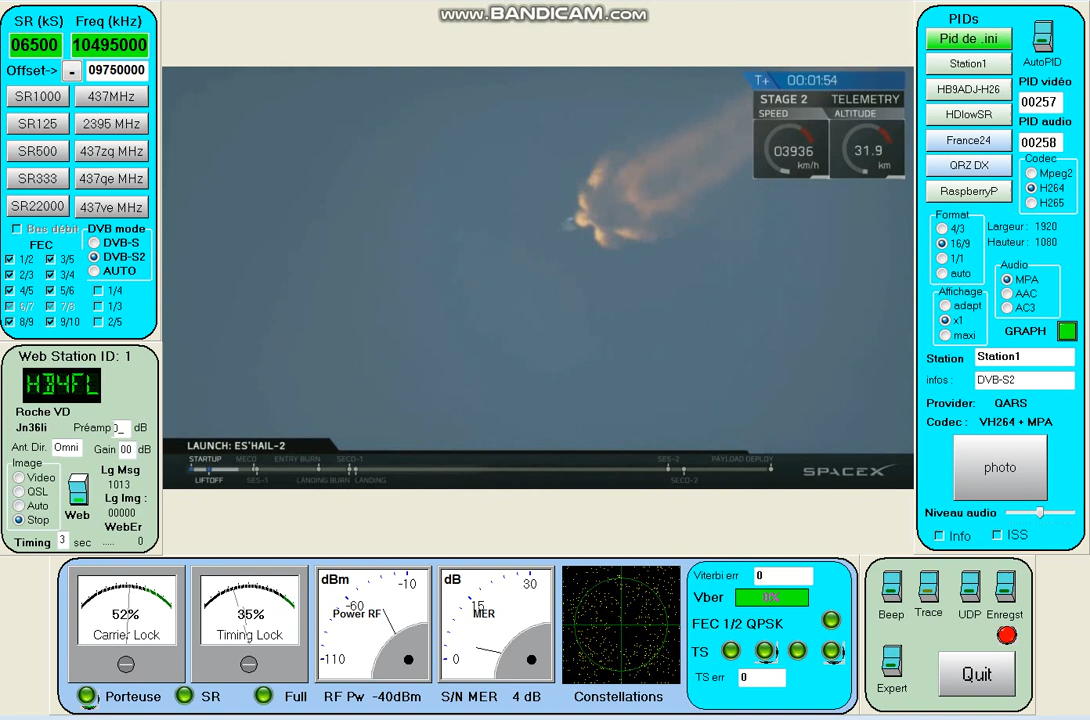 www.BANDICAM.com
SR (kS) Freq (kHz)
06500 10495000
Offset-> - 09750000
SR1000 437MHz
SR125 2395 MHz
SR500 437zq MHz
SR333 437qe MHz
SR22000 437ve MHz
Bus débit DVB mode
FEC DVB-S
1/2 3/5 DVB-S2
2/3 3/4 AUTO
4/5 5/6 1/4
6/7 7/8 1/3
8/9 9/10 2/5
Web Station ID: 1
Roche VD
Jn36li Préamp 0_ dB
Ant. Dir. Omni Gain 00 dB
Image
Video
QSL
Auto
Stop
Web
Lg Msg
1013
Lg Img :
00000
WebEr
Timing 3 sec ..... 0
T+ 00:01:54
STAGE 2 TELEMETRY
SPEED ALTITUDE
03936 31.9
km/h km
LAUNCH: ES'HAIL-2
STARTUP MECO ENTRY BURN SECO-1 SES-2 PAYLOAD DEPLOY
LIFTOFF SES-1 LANDING BURN LANDING SECO-2
SPACEX
PIDs
Pid de .ini
Station1
HB9ADJ-H26
HDlowSR
France24
QRZ DX
RaspberryP
AutoPID
PID vidéo
00257
PID audio
00258
Codec
Mpeg2
H264
H265
Format
4/3
16/9
1/1
auto
Largeur : 1920
Hauteur : 1080
Audio
MPA
AAC
AC3
Affichage
adapt
x1
maxi
GRAPH
Station Station1
infos : DVB-S2
Provider: QARS
Codec : VH264 + MPA
photo
Niveau audio
Info ISS
52%
Carrier Lock
35%
Timing Lock
dBm -10
-60
Power RF
-110
dB 30
15
MER
0
Porteuse SR Full RF Pw -40dBm S/N MER 4 dB Constellations
Viterbi err 0
Vber 0%
FEC 1/2 QPSK
TS
TS err 0
Beep Trace UDP Enregst
Expert
Quit